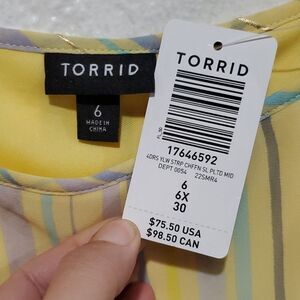 TORRID
6
MADE IN
CHINA
TORRID
17646592
4DRS YLW STRP CHFFN SL PLTD MID
DEPT 0054 22SMR4
6
6X
30
$75.50 USA
$98.50 CAN